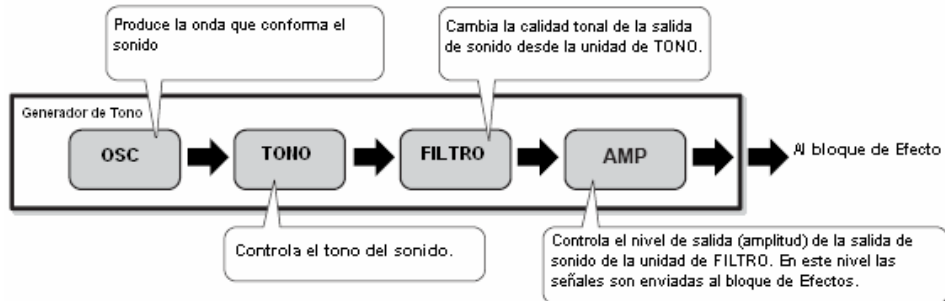 Produce la onda que conforma el
sonido
Cambia la calidad tonal de la salida
de sonido desde la unidad de TONO.
Generador de Tono
OSC
TONO
FILTRO
AMP
Al bloque de Efecto
Controla el tono del sonido.
Controla el nivel de salida (amplitud) de la salida de
sonido de la unidad de FILTRO. En este nivel las
señales son enviadas al bloque de Efectos.